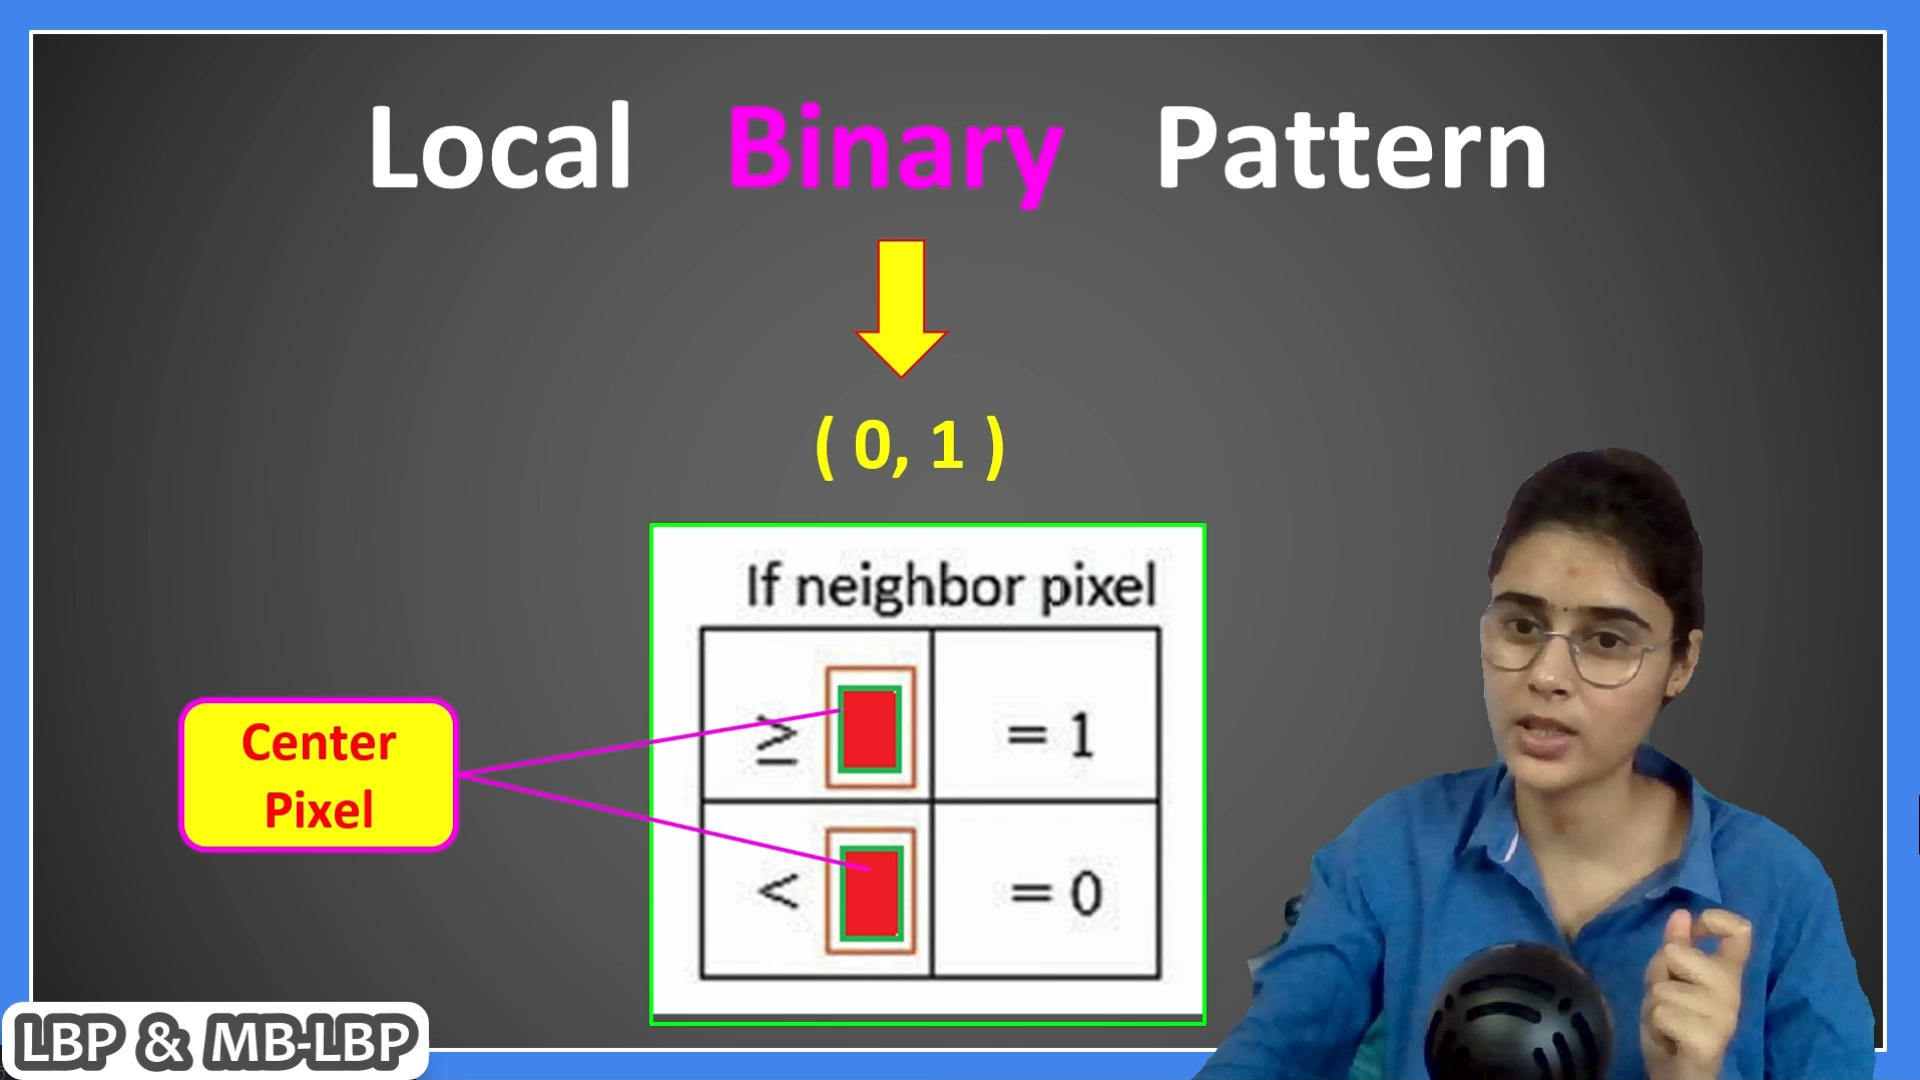 Local Binary Pattern
( 0, 1 )
If neighbor pixel
≥ = 1
< = 0
Center
Pixel
LBP & MB-LBP